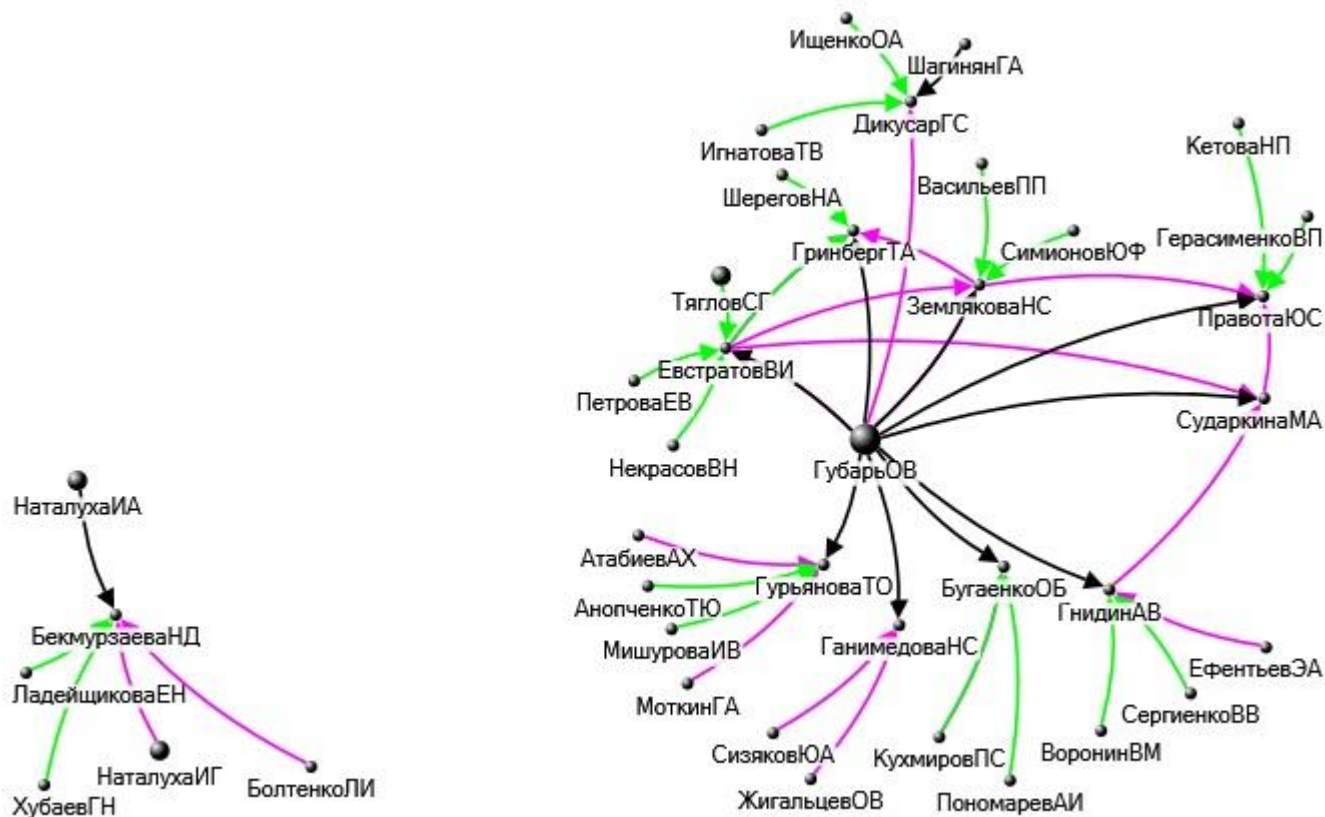 ИщенкоОА
ШагинянГА
ДикусарГС
ИгнатоваТВ
КетоваНП
ВасильевПП
ШереговНА
ГерасименкоВП
СимионовЮФ
ГринбергТА
ТягловСГ
ЗемляковаНС
ПравотаЮС
ЕвстратовВИ
ПетроваЕВ
СударкинаМА
НекрасовВН
ГубарьОВ
НаталухаИА
АтабиевАХ
ГурьяноваТО
БугаенкоОБ
АнопченкоТЮ
ГнидинАВ
БекмурзаеваНД
МишуроваИВ
ГанимедоваНС
ЕфентьевЭА
ЛадейщиковаЕН
МоткинГА
СергиенкоВВ
СизяковЮА
КухмировПС
ВоронинВМ
НаталухаИГ
БолтенкоЛИ
ЖигальцевОВ
ПономаревАИ
ХубаевГН